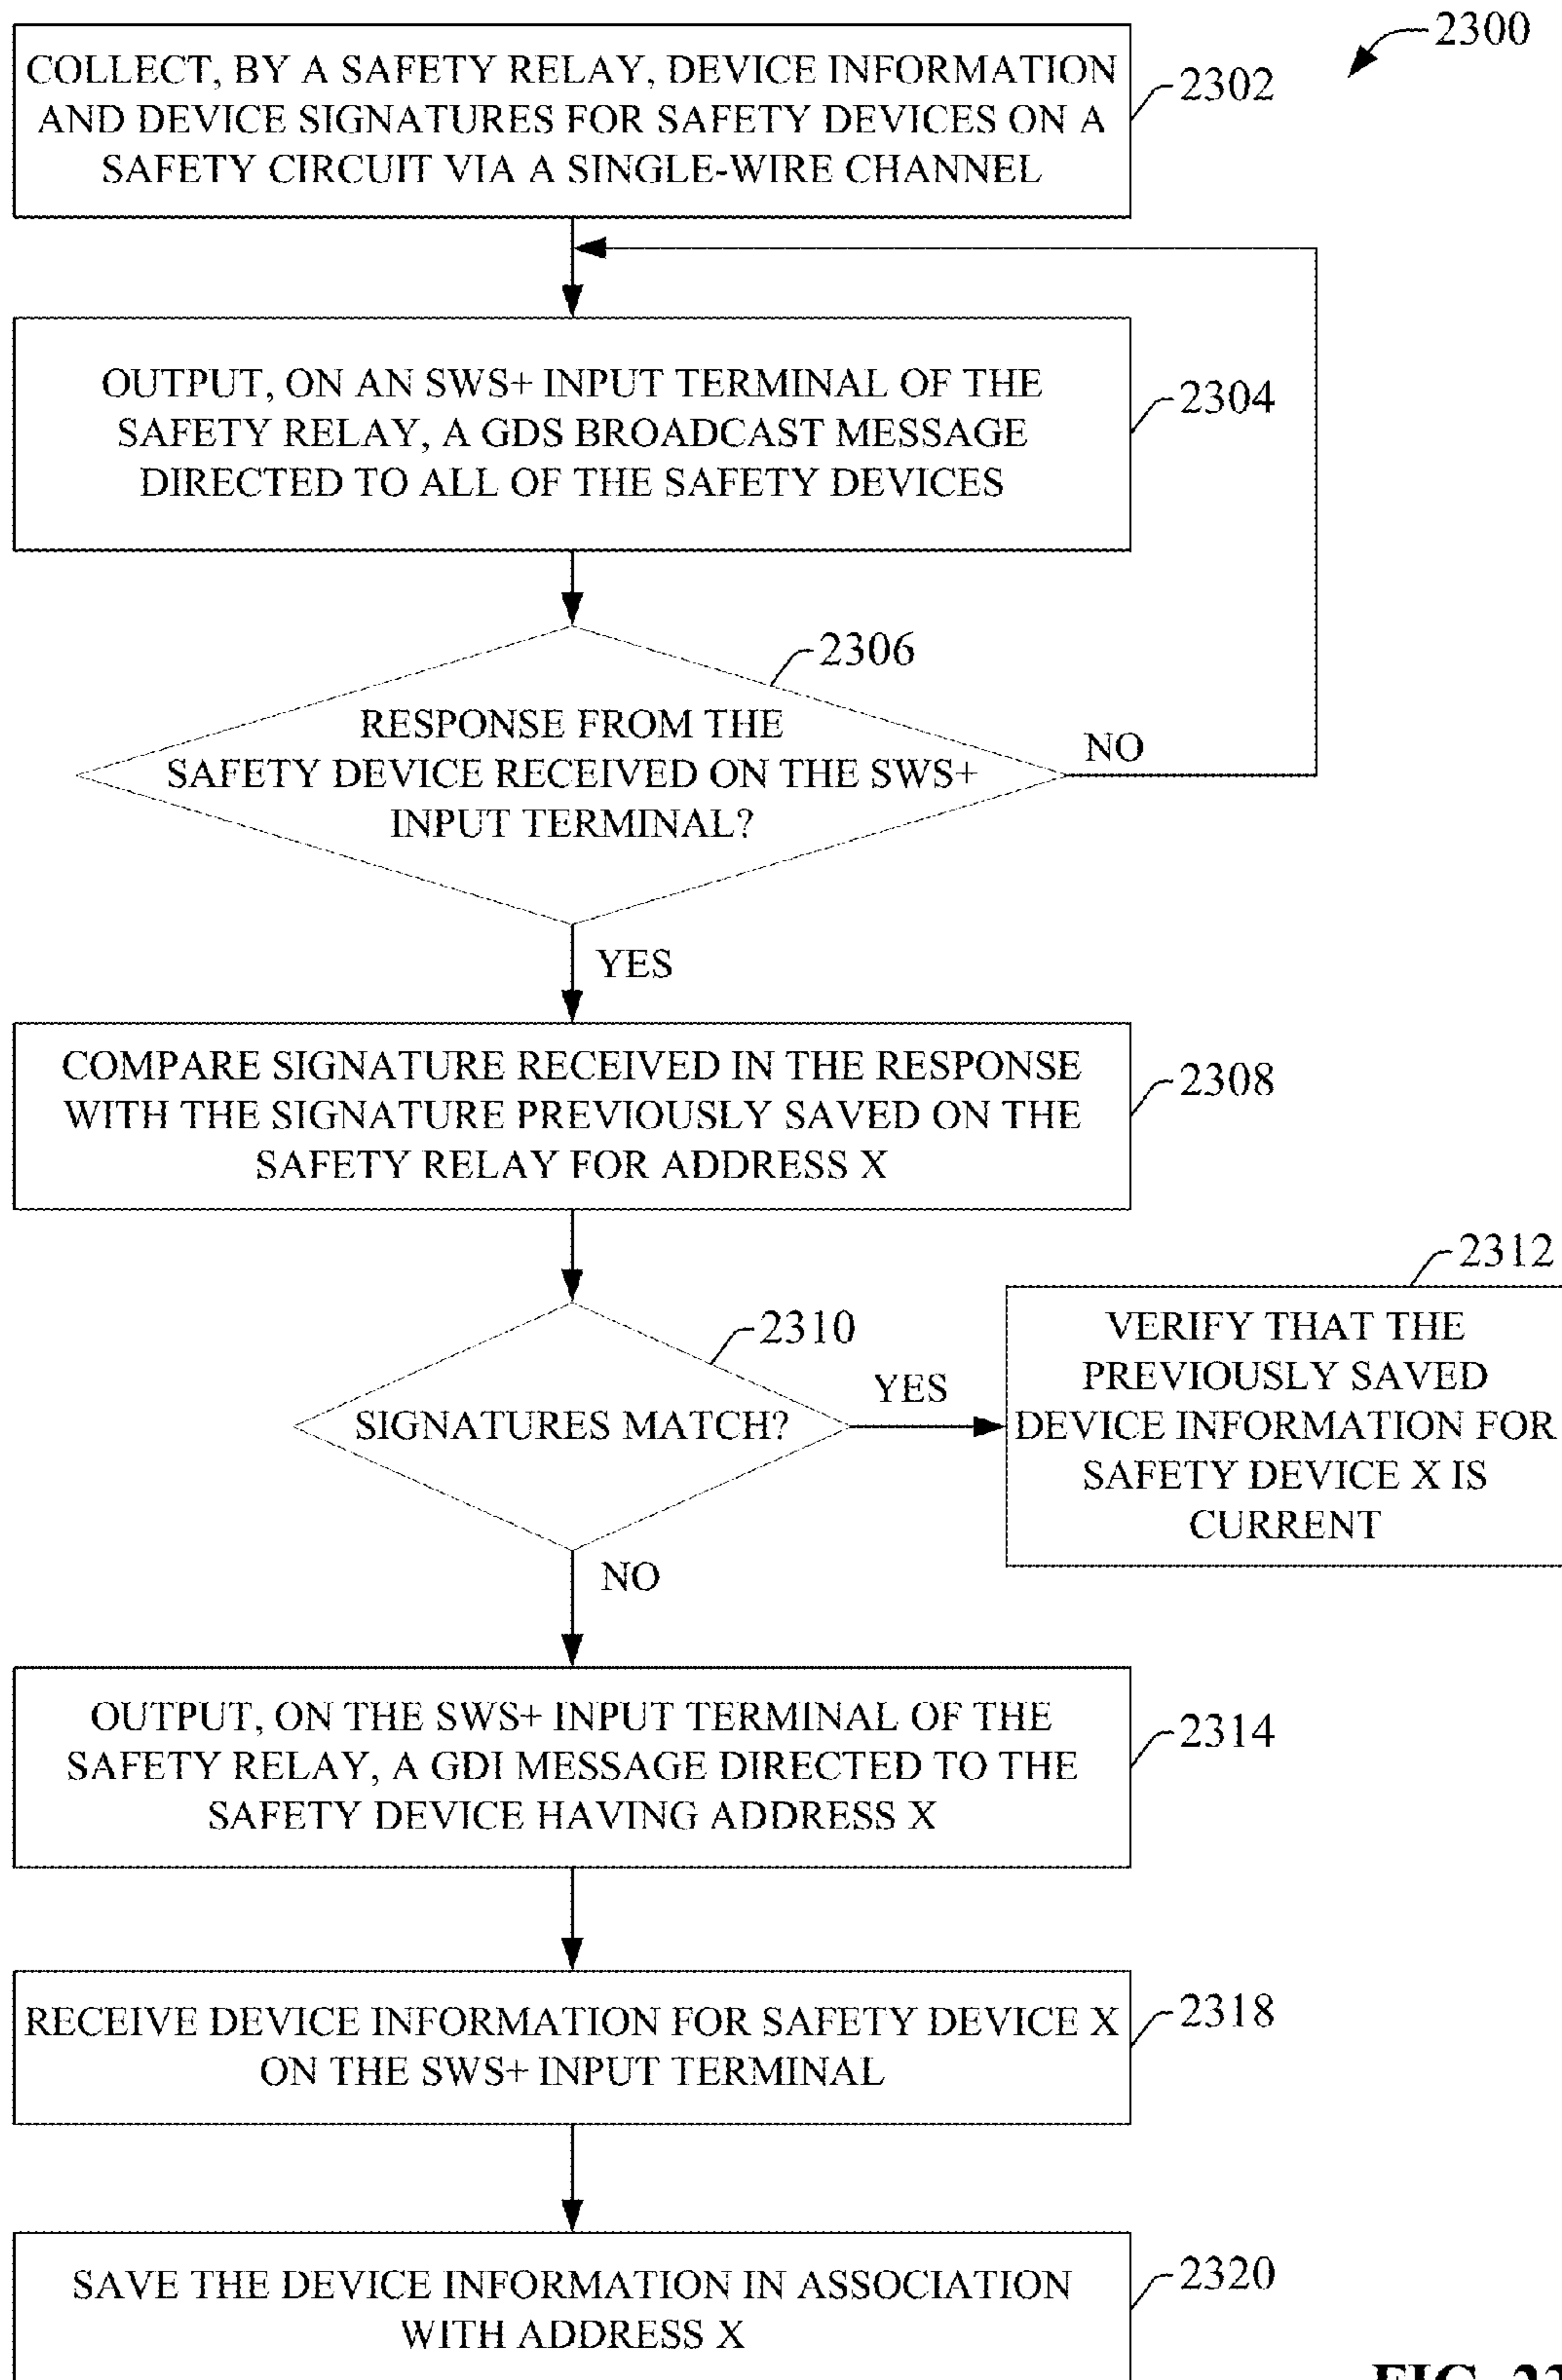 2300
COLLECT, BY A SAFETY RELAY, DEVICE INFORMATION
AND DEVICE SIGNATURES FOR SAFETY DEVICES ON A
SAFETY CIRCUIT VIA A SINGLE-WIRE CHANNEL
2302
OUTPUT, ON AN SWS+ INPUT TERMINAL OF THE
SAFETY RELAY, A GDS BROADCAST MESSAGE
DIRECTED TO ALL OF THE SAFETY DEVICES
2304
2306
RESPONSE FROM THE
SAFETY DEVICE RECEIVED ON THE SWS+
INPUT TERMINAL?
NO
YES
COMPARE SIGNATURE RECEIVED IN THE RESPONSE
WITH THE SIGNATURE PREVIOUSLY SAVED ON THE
SAFETY RELAY FOR ADDRESS X
2308
2310
SIGNATURES MATCH?
YES
2312
VERIFY THAT THE
PREVIOUSLY SAVED
DEVICE INFORMATION FOR
SAFETY DEVICE X IS
CURRENT
NO
OUTPUT, ON THE SWS+ INPUT TERMINAL OF THE
SAFETY RELAY, A GDI MESSAGE DIRECTED TO THE
SAFETY DEVICE HAVING ADDRESS X
2314
RECEIVE DEVICE INFORMATION FOR SAFETY DEVICE X
ON THE SWS+ INPUT TERMINAL
2318
SAVE THE DEVICE INFORMATION IN ASSOCIATION
WITH ADDRESS X
2320